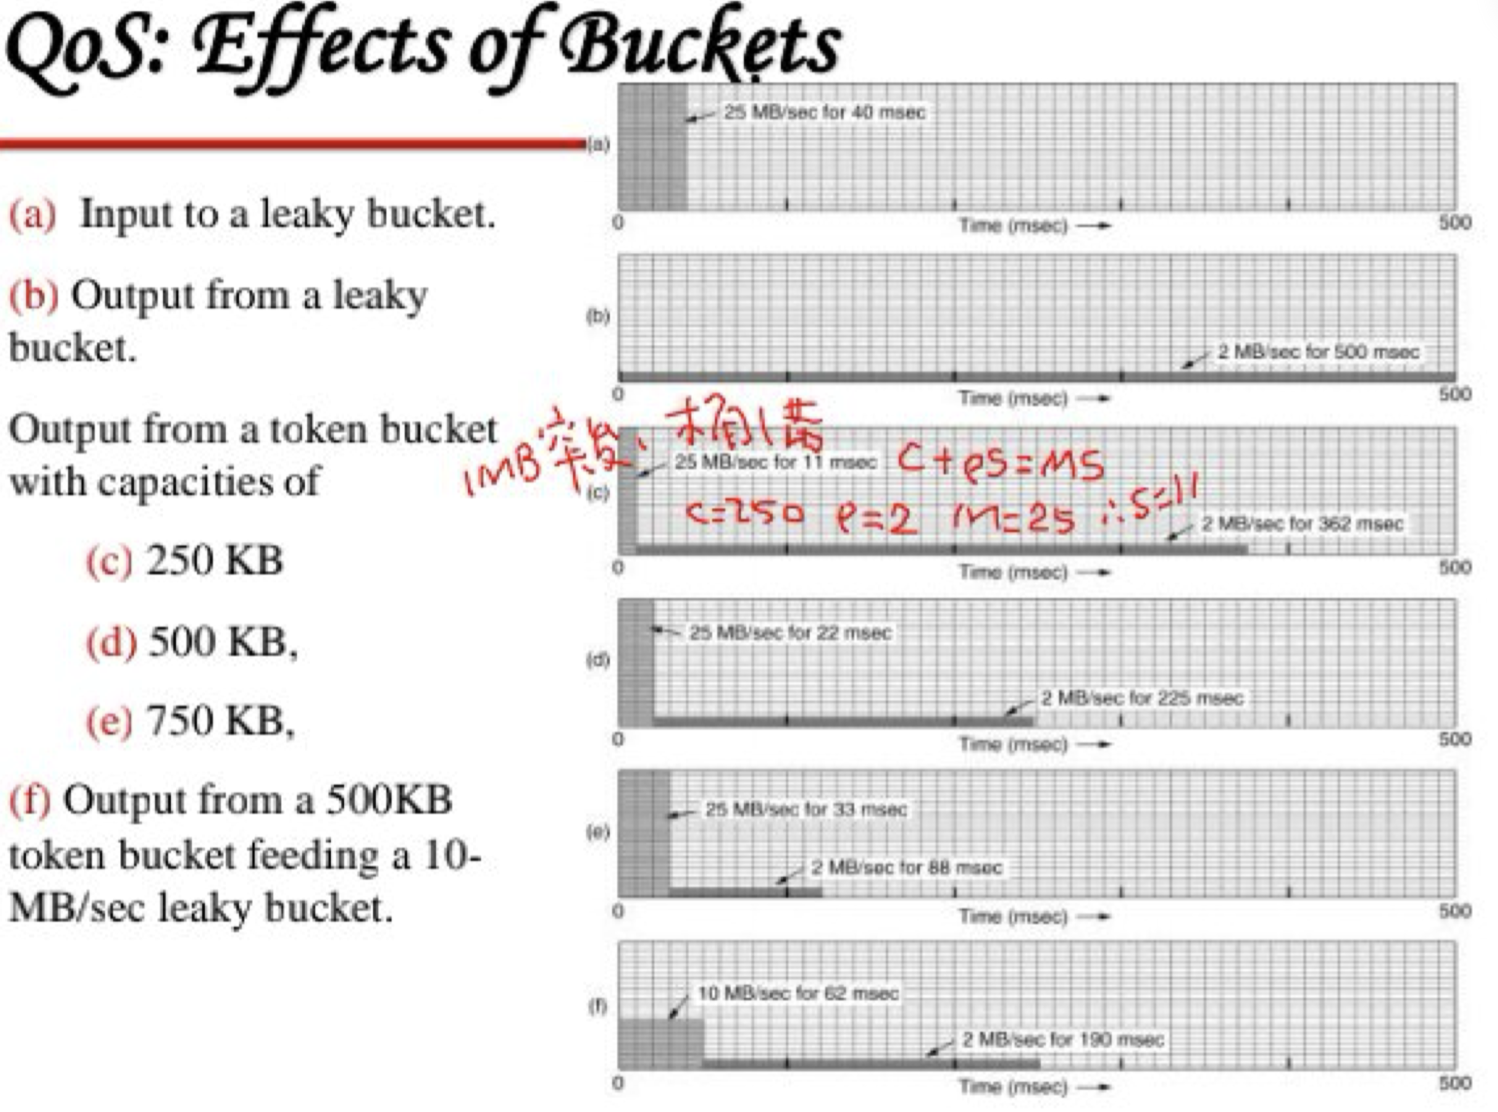 QoS: Effects of Buckets
(a) Input to a leaky bucket.
(b) Output from a leaky
bucket.
Output from a token bucket
with capacities of
(c) 250 KB
(d) 500 KB,
(e) 750 KB,
(f) Output from a 500KB
token bucket feeding a 10-
MB/sec leaky bucket.
(a)
25 MB/sec for 40 msec
0
Time (msec) →
500
(b)
2 MB/sec for 500 msec
0
Time (msec) →
500
1MB突发,桶1满
(c)
25 MB/sec for 11 msec
C+ρS=MS
C=250 ρ=2 M=25 ∴S=11
2 MB/sec for 362 msec
0
Time (msec) →
500
(d)
25 MB/sec for 22 msec
2 MB/sec for 225 msec
0
Time (msec) →
500
(e)
25 MB/sec for 33 msec
2 MB/sec for 88 msec
0
Time (msec) →
500
(f)
10 MB/sec for 62 msec
2 MB/sec for 190 msec
0
Time (msec) →
500